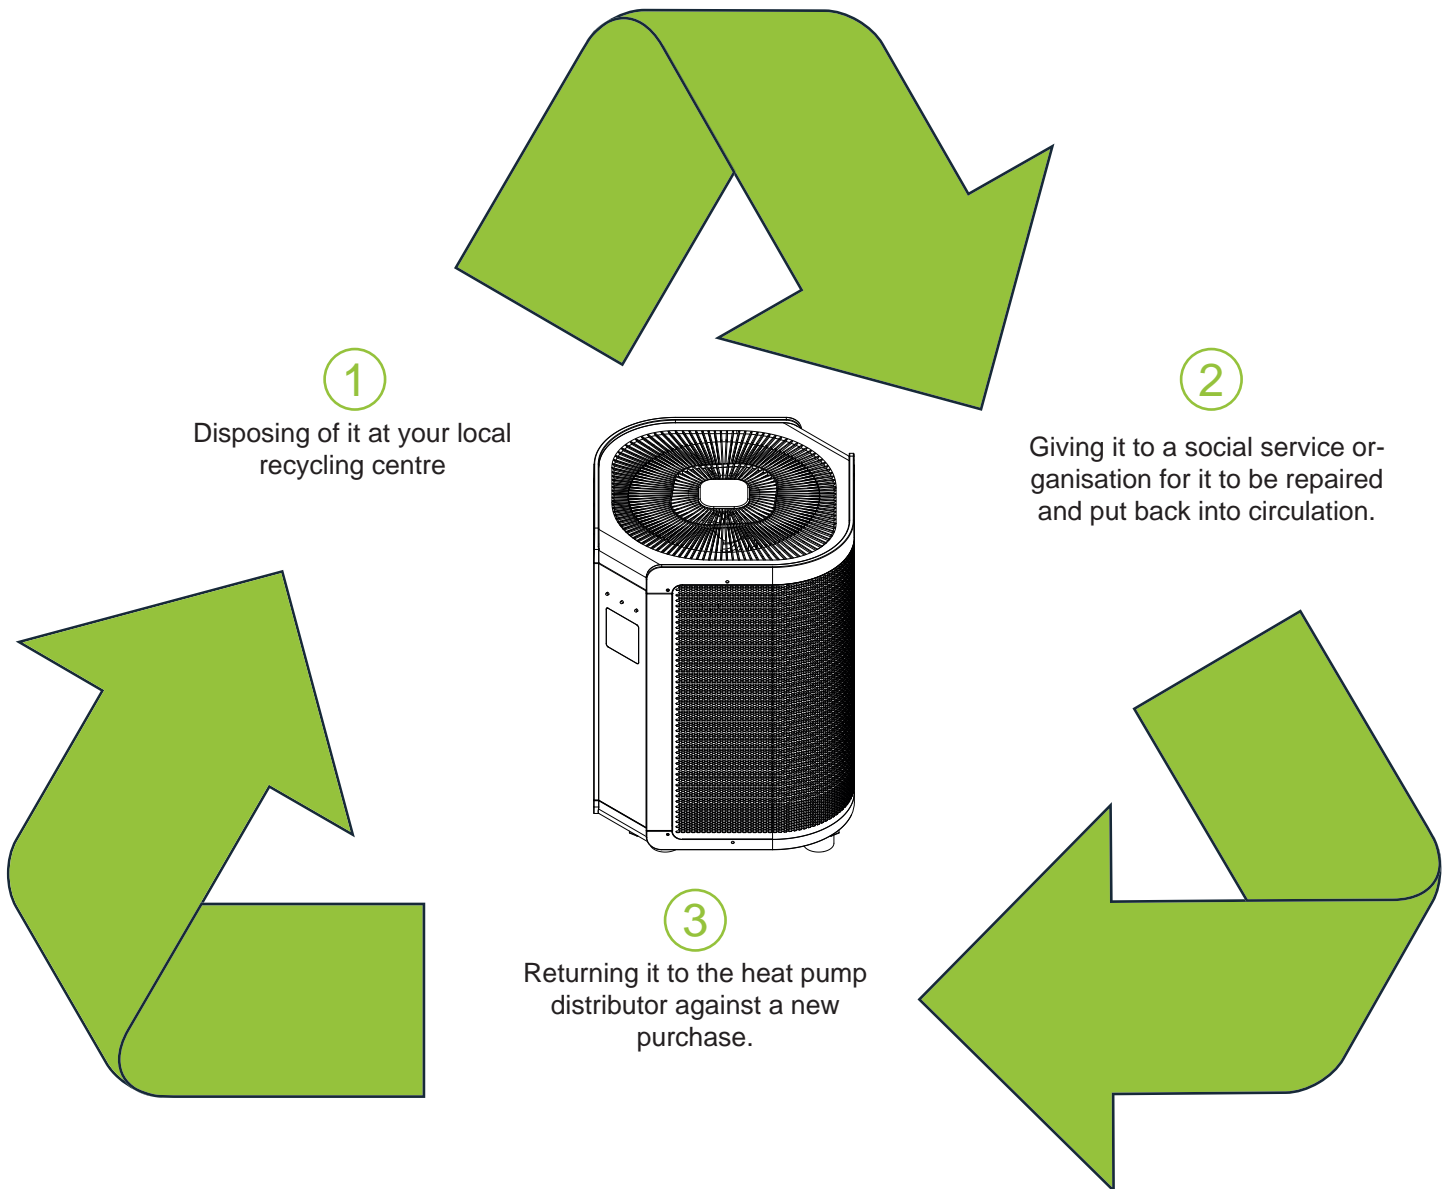 1
Disposing of it at your local
recycling centre
2
Giving it to a social service or-
ganisation for it to be repaired
and put back into circulation.
3
Returning it to the heat pump
distributor against a new
purchase.